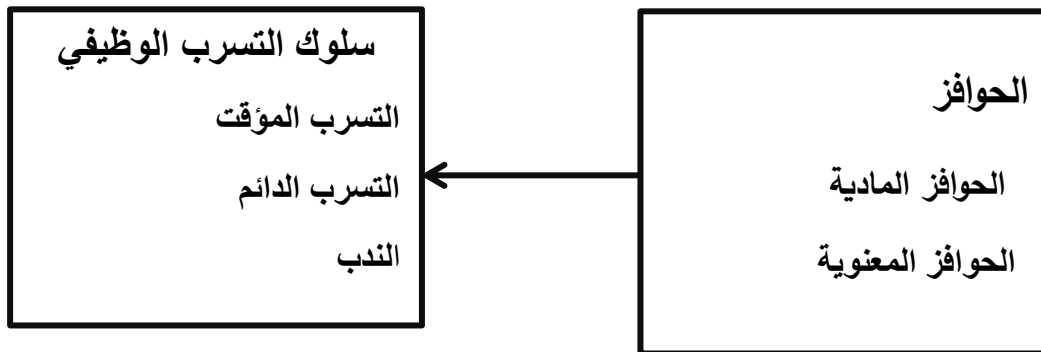 الحوافز
الحوافز المادية
الحوافز المعنوية
سلوك التسرب الوظيفي
التسرب المؤقت
التسرب الدائم
الندب